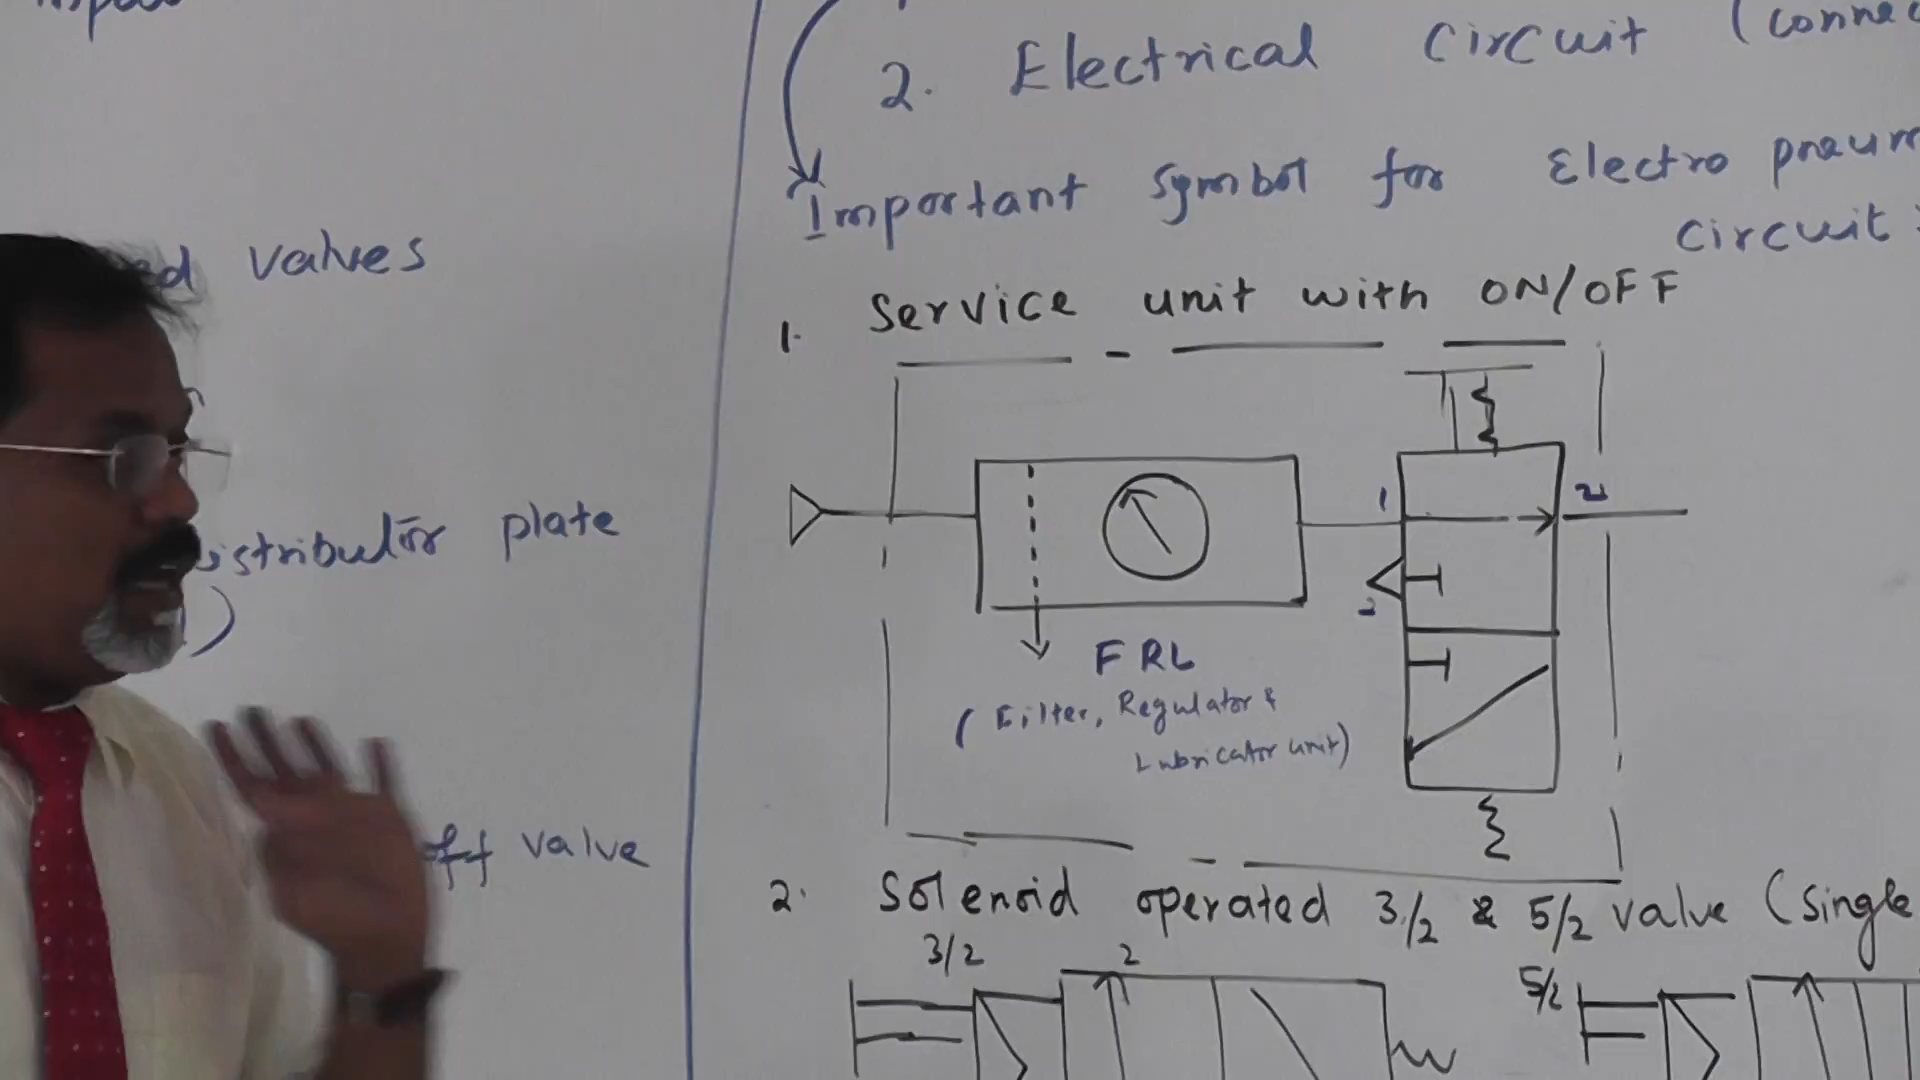 valves
plate
valve
2. Electrical circuit
Important symbol for Electro
circuit:
1. Service unit with ON/OFF
1
2
FRL
(Filter, Regulator &
Lubricator unit)
2. Solenoid operated 3/2 & 5/2 valve (Single
3/2
2
5/2